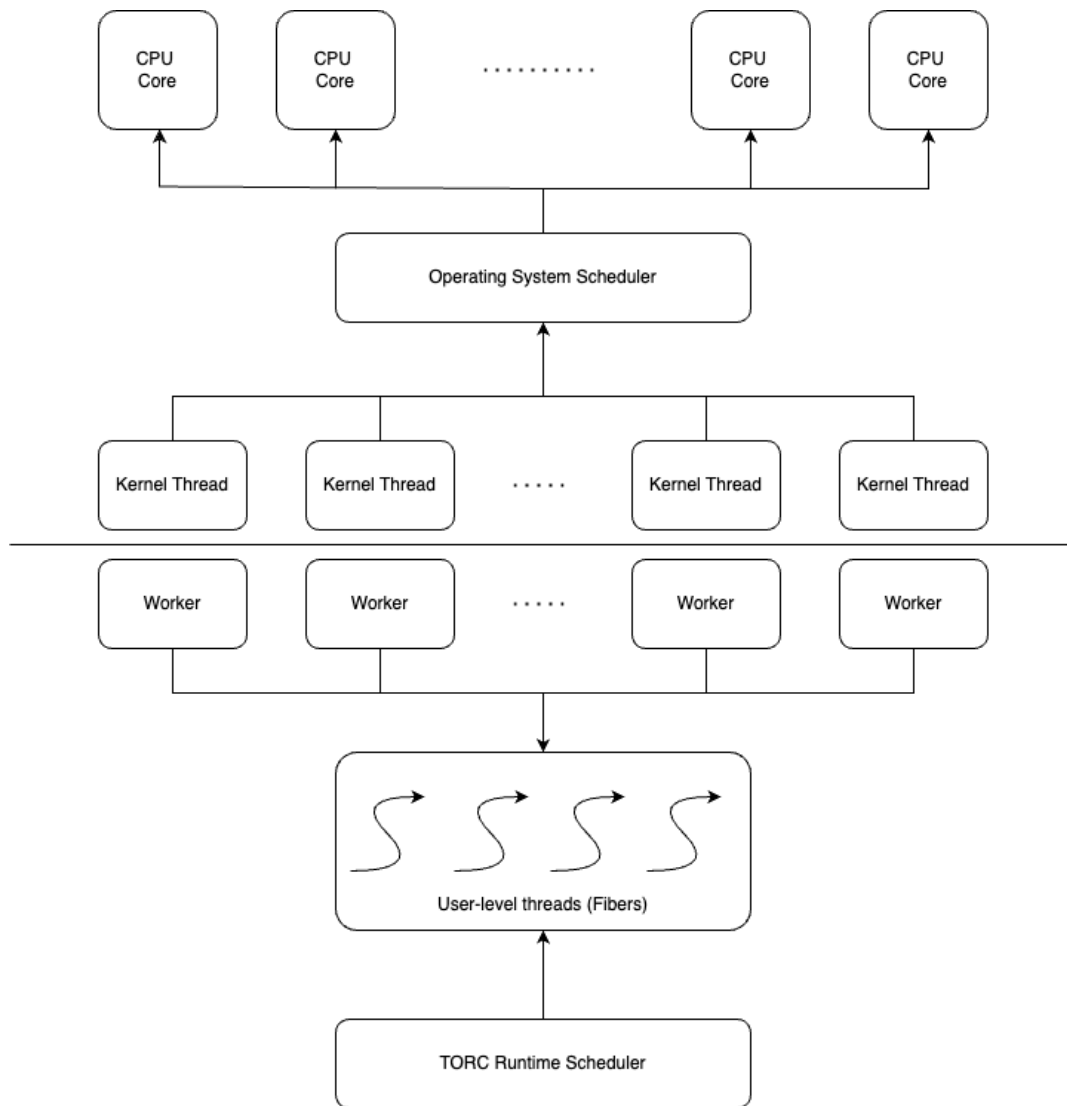 CPU
Core
CPU
Core
..........
CPU
Core
CPU
Core
Operating System Scheduler
Kernel Thread
Kernel Thread
.....
Kernel Thread
Kernel Thread
Worker
Worker
.....
Worker
Worker
User-level threads (Fibers)
TORC Runtime Scheduler